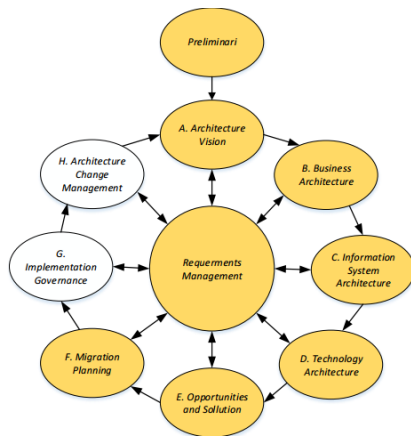 Preliminari
A. Architecture
Vision
H. Architecture
Change
Management
B. Business
Architecture
G.
Implementation
Governance
Requerments
Management
C. Information
System
Architecture
F. Migration
Planning
D. Technology
Architecture
E. Opportunities
and Sollution